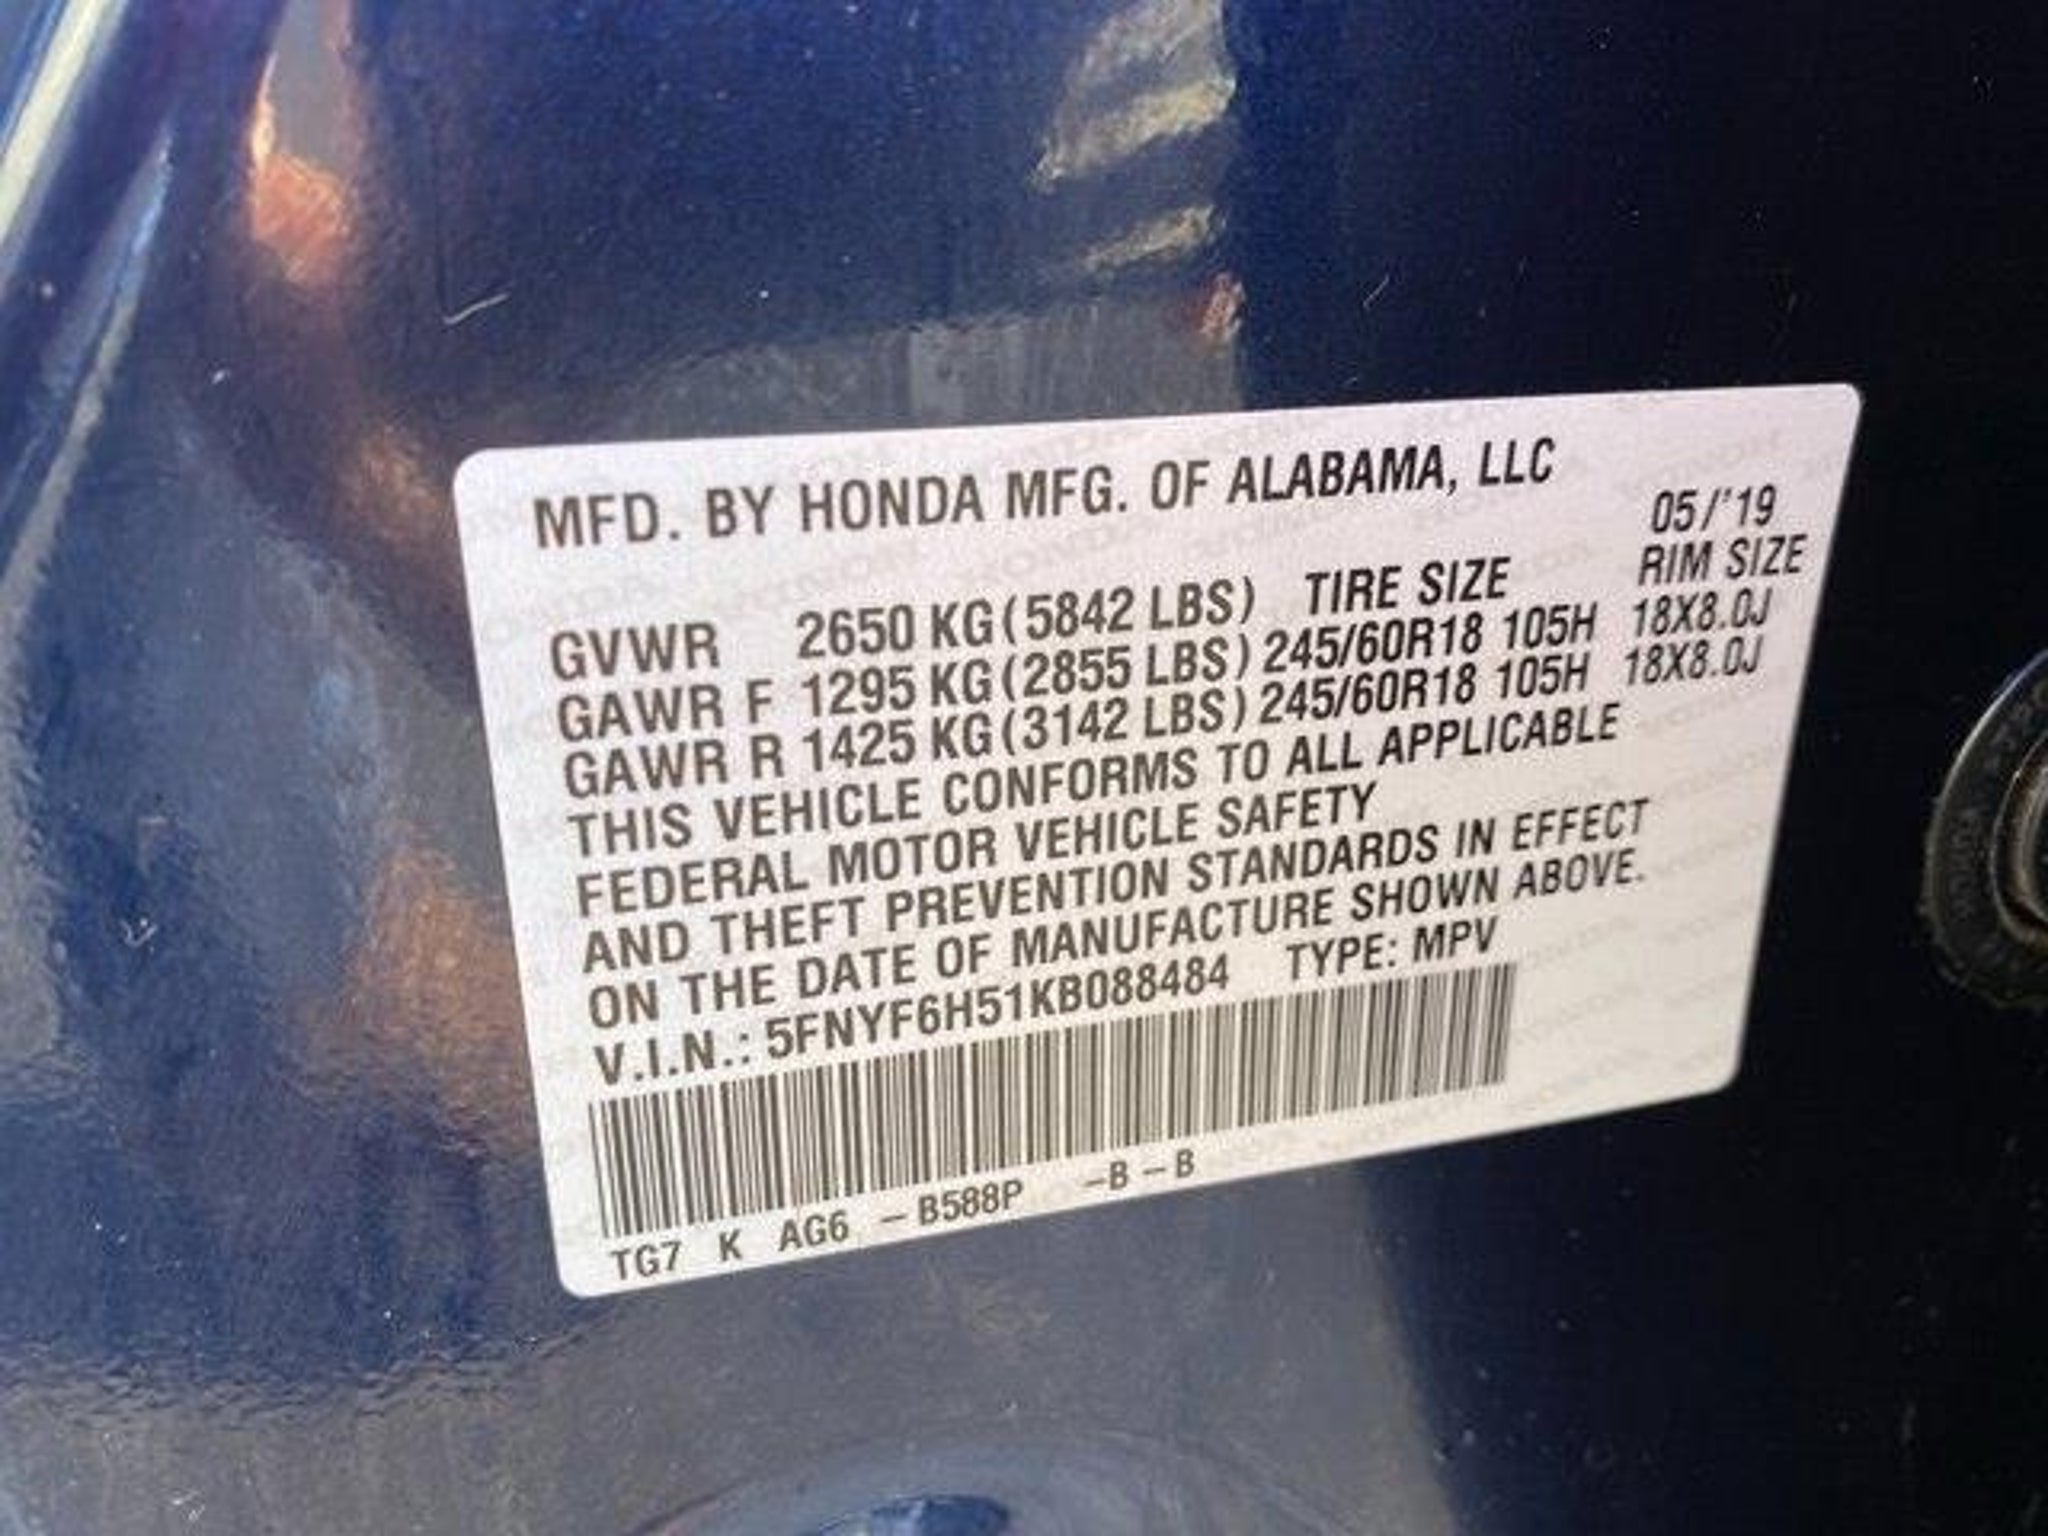 MFD. BY HONDA MFG. OF ALABAMA, LLC
05/'19
GVWR 2650 KG (5842 LBS) TIRE SIZE RIM SIZE
GAWR F 1295 KG (2855 LBS) 245/60R18 105H 18X8.0J
GAWR R 1425 KG (3142 LBS) 245/60R18 105H 18X8.0J
THIS VEHICLE CONFORMS TO ALL APPLICABLE
FEDERAL MOTOR VEHICLE SAFETY
AND THEFT PREVENTION STANDARDS IN EFFECT
ON THE DATE OF MANUFACTURE SHOWN ABOVE.
V.I.N.: 5FNYF6H51KB088484 TYPE: MPV
TG7 K AG6 – B588P –B – B